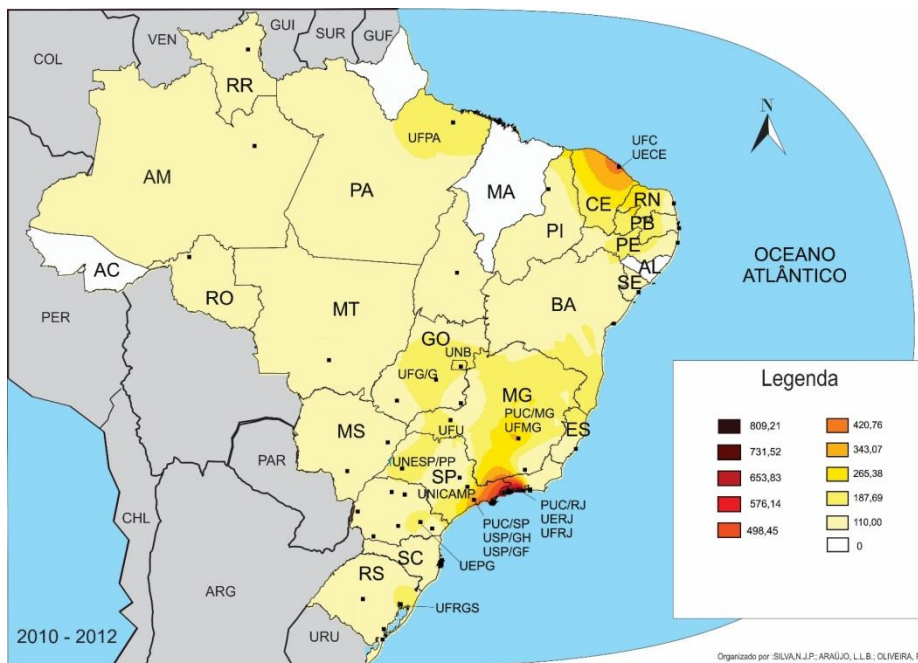 GUI
SUR
GUF
VEN
COL
RR
N
UFPA
UFC
UECE
AM
PA
MA
CE
RN
PB
PI
PE
AL
SE
OCEANO
ATLÂNTICO
AC
RO
PER
MT
BA
GO
UNB
UFG/G
MG
PUC/MG
UFMG
ES
MS
UFU
UNESP/PP
SP
UNICAMP
PAR
PUC/RJ
UERJ
UFRJ
PUC/SP
USP/GH
USP/GF
UEPG
CHL
SC
RS
UFRGS
ARG
URU
2010 - 2012
Legenda
809,21
731,52
653,83
576,14
498,45
420,76
343,07
265,38
187,69
110,00
0
Organizado por :SILVA,N.J.P.; ARAÚJO, L.L.B.; OLIVEIRA,